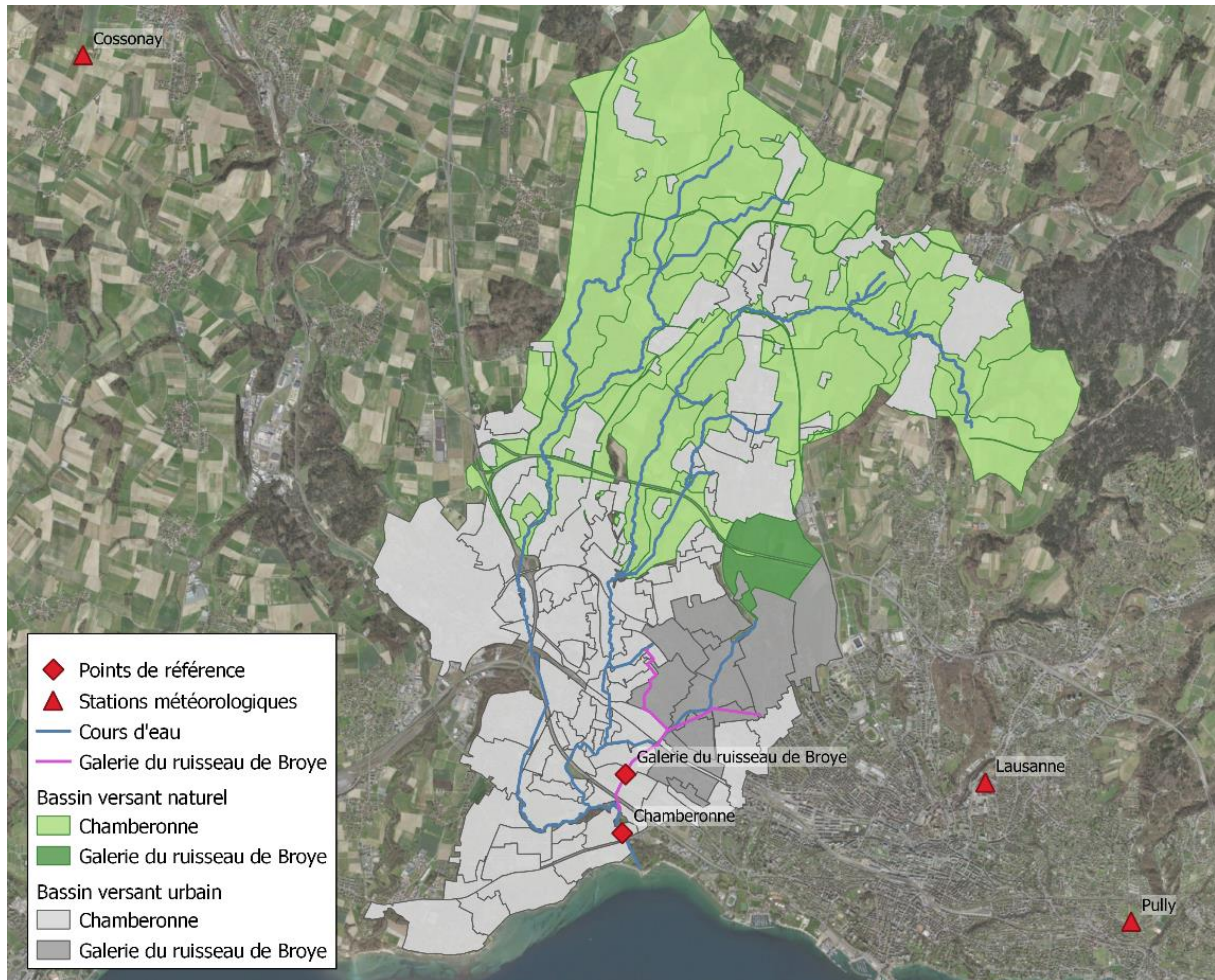 Cossonay
Galerie du ruisseau de Broye
Lausanne
Chamberonne
Pully
Points de référence
Stations météorologiques
Cours d'eau
Galerie du ruisseau de Broye
Bassin versant naturel
Chamberonne
Galerie du ruisseau de Broye
Bassin versant urbain
Chamberonne
Galerie du ruisseau de Broye